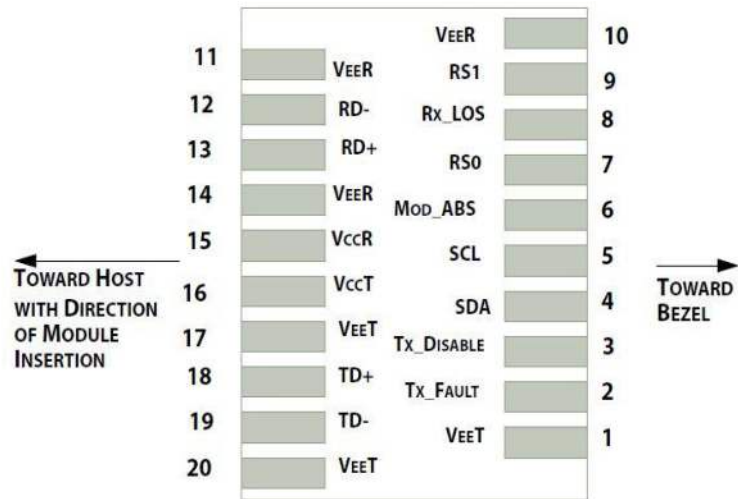 11 VEER
12 RD-
13 RD+
14 VEER
15 VCCR
16 VCCT
17 VEET
18 TD+
19 TD-
20 VEET
VEER 10
RS1 9
RX_LOS 8
RS0 7
MOD_ABS 6
SCL 5
SDA 4
TX_DISABLE 3
TX_FAULT 2
VEET 1
TOWARD HOST
WITH DIRECTION
OF MODULE
INSERTION
TOWARD
BEZEL